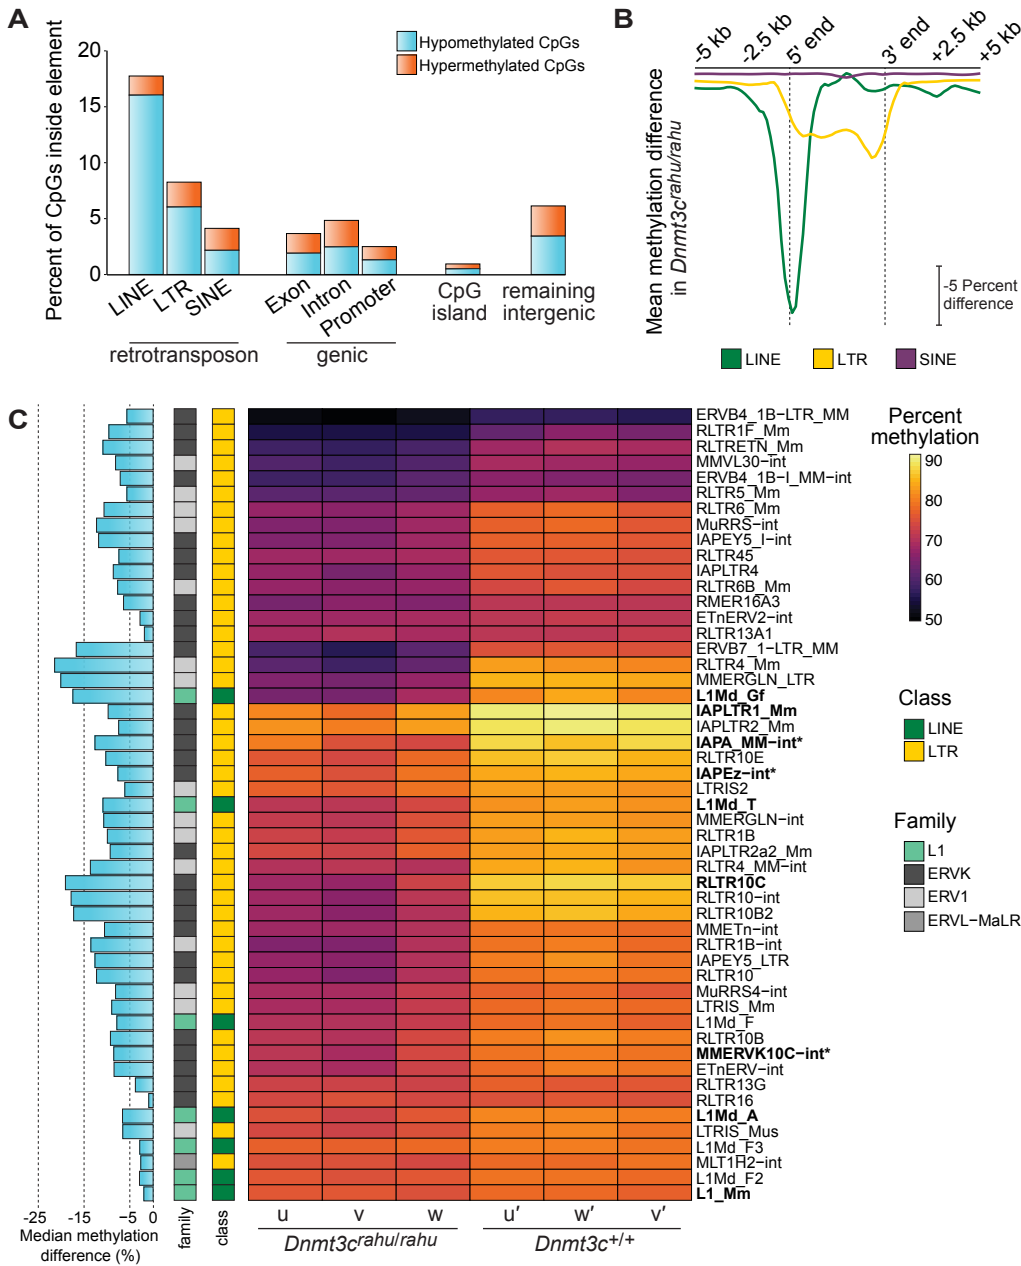 A
Percent of CpGs inside element
20
15
10
5
0
Hypomethylated CpGs
Hypermethylated CpGs
LINE
LTR
SINE
Exon
Intron
Promoter
CpG
island
remaining
intergenic
retrotransposon
genic
B
-5 kb
-2.5 kb
5' end
3' end
+2.5 kb
+5 kb
Mean methylation difference
in Dnmt3c rahu/rahu
-5 Percent
difference
LINE
LTR
SINE
C
ERVB4_1B−LTR_MM
RLTR1F_Mm
RLTRETN_Mm
MMVL30−int
ERVB4_1B−I_MM−int
RLTR5_Mm
RLTR6_Mm
MuRRS−int
IAPEY5_I−int
RLTR45
IAPLTR4
RLTR6B_Mm
RMER16A3
ETnERV2−int
RLTR13A1
ERVB7_1−LTR_MM
RLTR4_Mm
MMERGLN_LTR
L1Md_Gf
IAPLTR1_Mm
IAPLTR2_Mm
IAPA_MM−int*
RLTR10E
IAPEz−int*
LTRIS2
L1Md_T
MMERGLN−int
RLTR1B
IAPLTR2a2_Mm
RLTR4_MM−int
RLTR10C
RLTR10−int
RLTR10B2
MMETn−int
RLTR1B−int
IAPEY5_LTR
RLTR10
MuRRS4−int
LTRIS_Mm
L1Md_F
RLTR10B
MMERVK10C−int*
ETnERV−int
RLTR13G
RLTR16
L1Md_A
LTRIS_Mus
L1Md_F3
MLT1H2−int
L1Md_F2
L1_Mm
-25
-15
−5
0
Median methylation
difference (%)
family
class
u
v
w
u′
w′
v′
Dnmt3c rahu/rahu
Dnmt3c +/+
Percent
methylation
90
80
70
60
50
Class
LINE
LTR
Family
L1
ERVK
ERV1
ERVL−MaLR